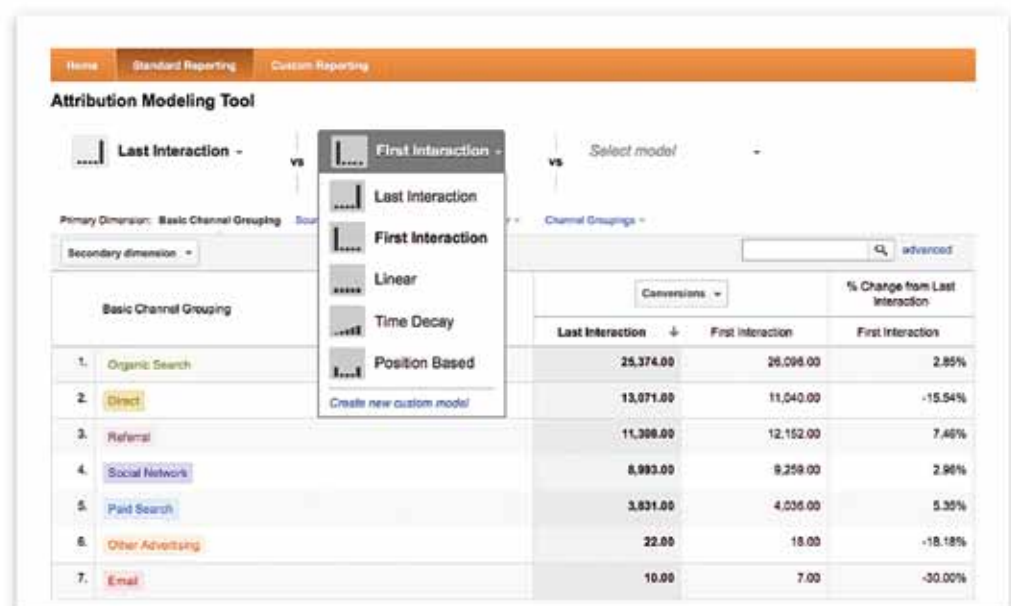 Home Standard Reporting Custom Reporting
Attribution Modeling Tool
Last Interaction vs First Interaction vs Select model
Last Interaction
First Interaction
Linear
Time Decay
Position Based
Create new custom model
Primary Dimension: Basic Channel Grouping Channel Groupings
Secondary dimension advanced
Basic Channel Grouping Conversions % Change from Last Interaction
Last Interaction First Interaction First Interaction
1. Organic Search 25,374.00 26,098.00 2.85%
2. Direct 13,071.00 11,040.00 -15.54%
3. Referral 12,152.00 7.46%
4. Social Network 8,993.00 9,259.00 2.96%
5. Paid Search 3,831.00 4,036.00 5.35%
6. Other Advertising 22.00 18.00 -18.18%
7. Email 10.00 7.00 -30.00%